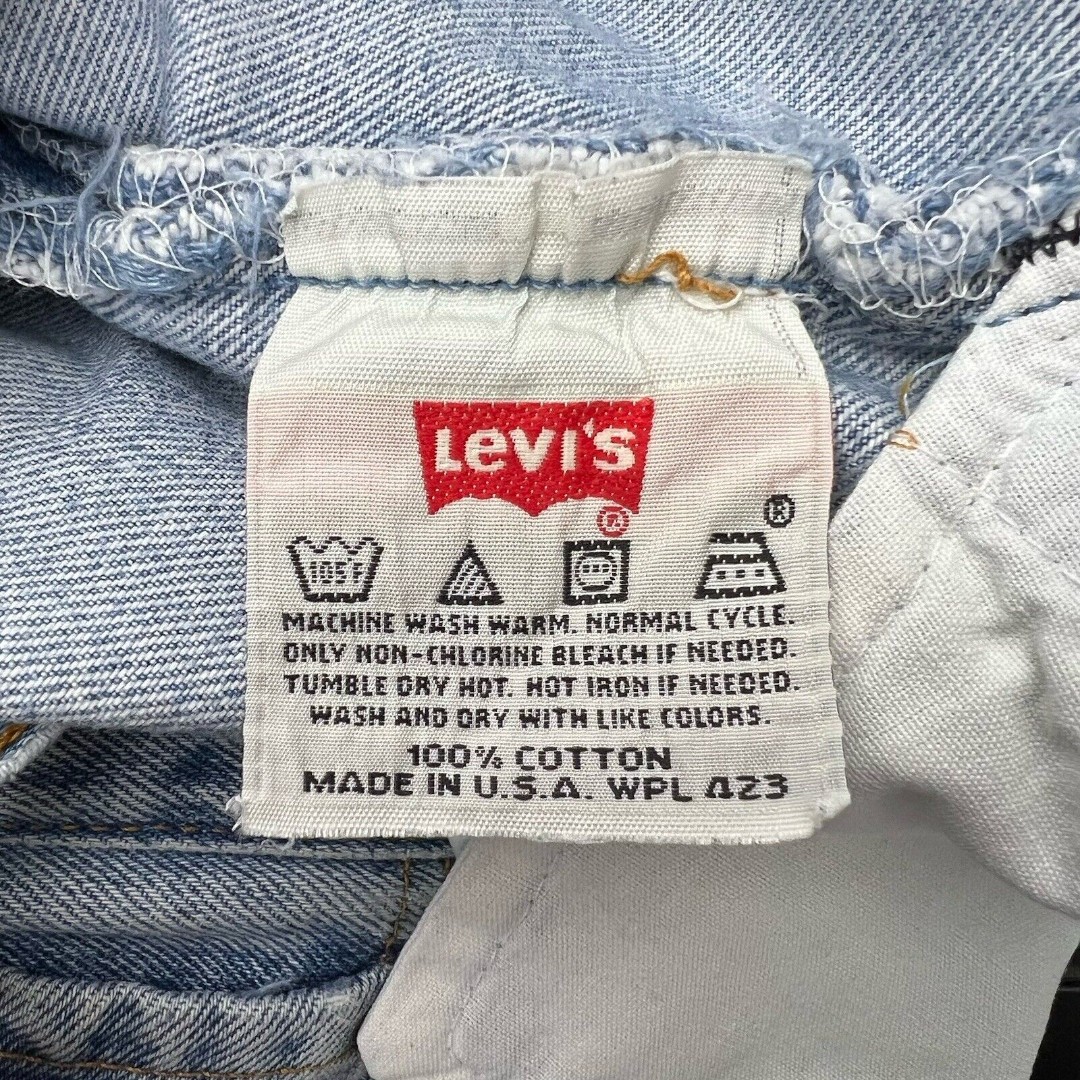 Levi's
®
®
105F
MACHINE WASH WARM. NORMAL CYCLE.
ONLY NON-CHLORINE BLEACH IF NEEDED.
TUMBLE DRY HOT. HOT IRON IF NEEDED.
WASH AND DRY WITH LIKE COLORS.
100% COTTON
MADE IN U.S.A. WPL 423